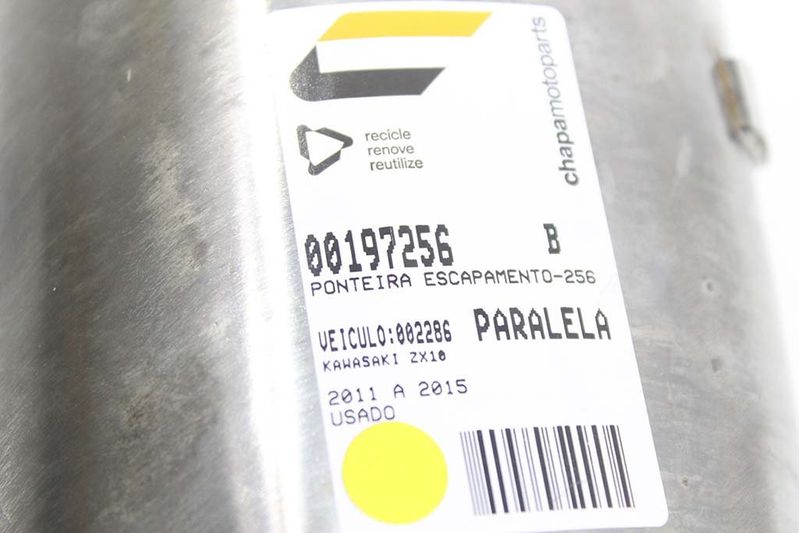 chapamotoparts
recicle
renove
reutilize
00197256 B
PONTEIRA ESCAPAMENTO-256
VEICULO:002286 PARALELA
KAWASAKI ZX10
2011 A 2015
USADO